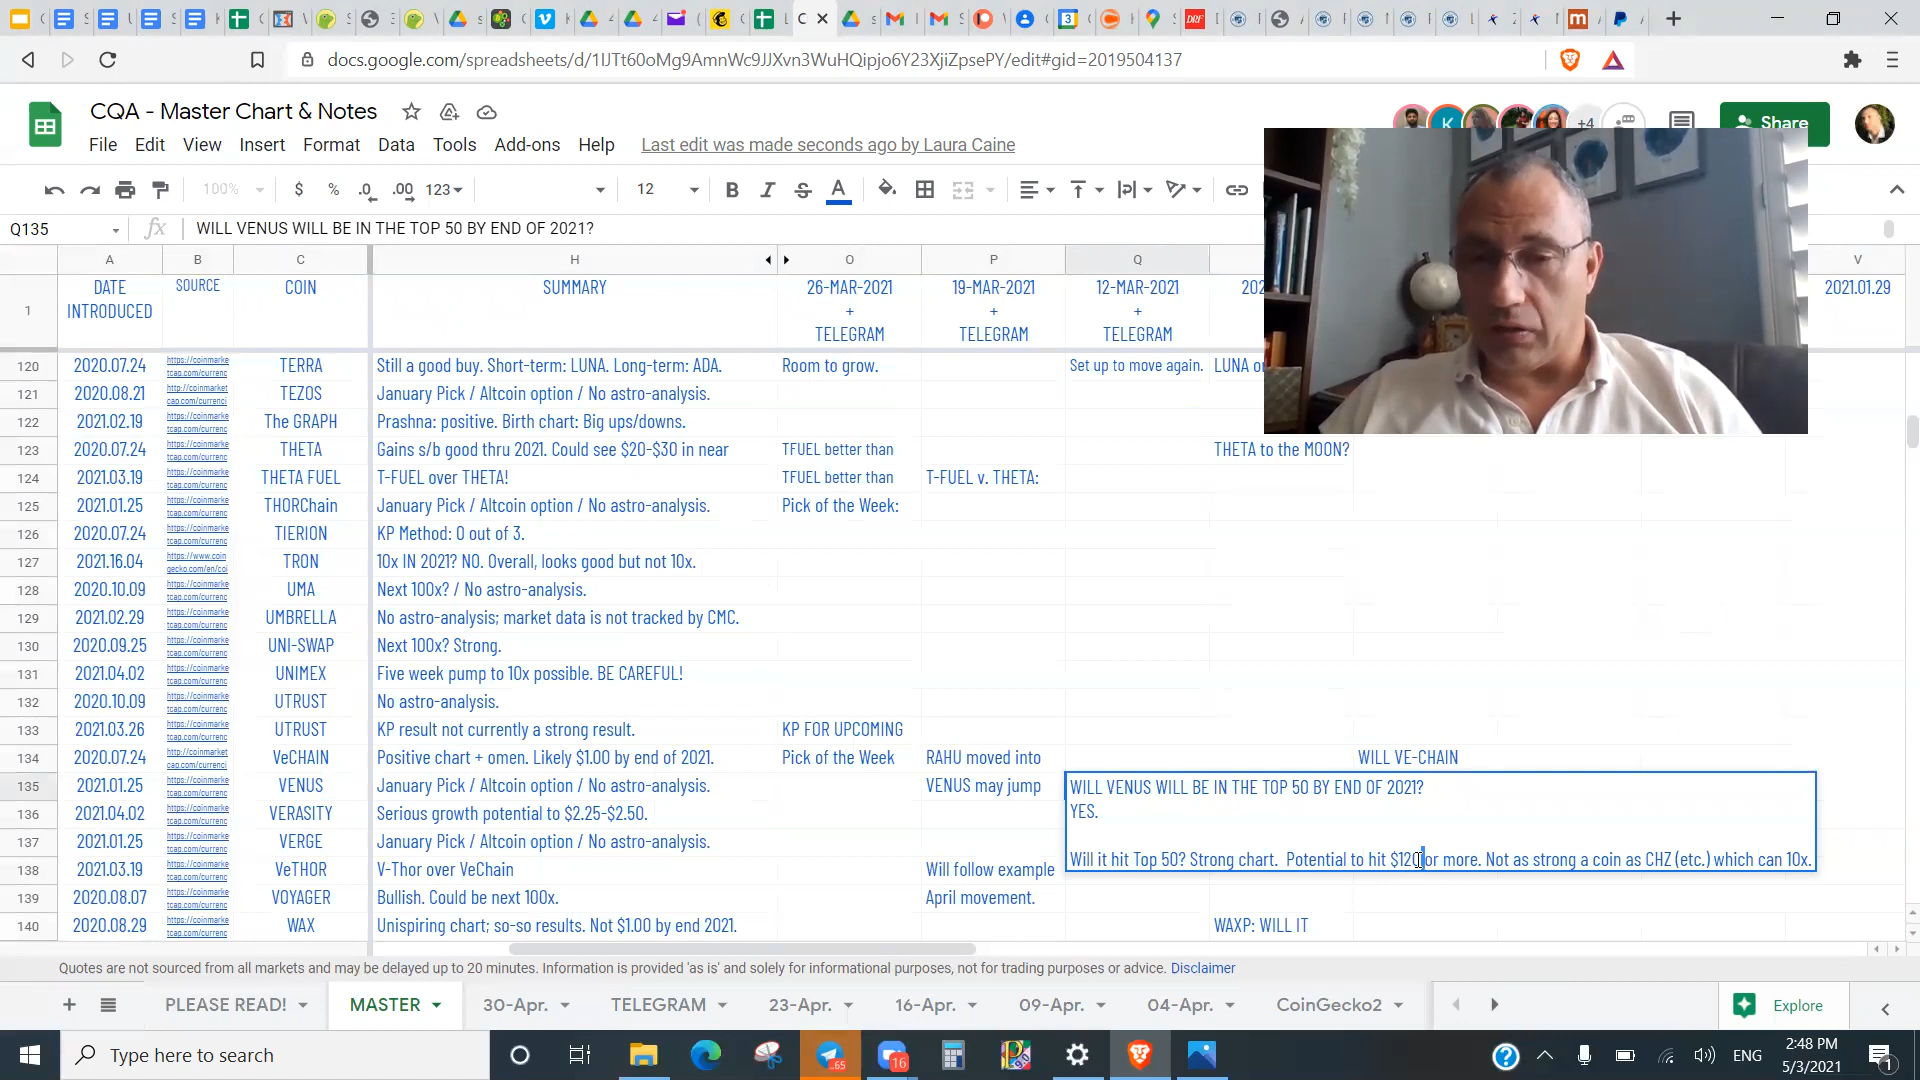 docs.google.com/spreadsheets/d/1IJTt60oMg9AmnWc9JJXvn3WuHQipjo6Y23XjiZpsePY/edit#gid=2019504137
CQA - Master Chart & Notes
+4
Share
File Edit View Insert Format Data Tools Add-ons Help Last edit was made seconds ago by Laura Caine
100% $ % .0 .00 123 12 B I S A
Q135 fx WILL VENUS WILL BE IN THE TOP 50 BY END OF 2021?
A B C H O P Q V
1 DATE INTRODUCED SOURCE COIN SUMMARY 26-MAR-2021 + TELEGRAM 19-MAR-2021 + TELEGRAM 12-MAR-2021 + TELEGRAM 2021.01.29
120 2020.07.24 TERRA Still a good buy. Short-term: LUNA. Long-term: ADA. Room to grow. Set up to move again. LUNA
121 2020.08.21 TEZOS January Pick / Altcoin option / No astro-analysis.
122 2021.02.19 The GRAPH Prashna: positive. Birth chart: Big ups/downs.
123 2020.07.24 THETA Gains s/b good thru 2021. Could see $20-$30 in near TFUEL better than THETA to the MOON?
124 2021.03.19 THETA FUEL T-FUEL over THETA! TFUEL better than T-FUEL v. THETA:
125 2021.01.25 THORChain January Pick / Altcoin option / No astro-analysis. Pick of the Week:
126 2020.07.24 TIERION KP Method: 0 out of 3.
127 2021.16.04 TRON 10x IN 2021? NO. Overall, looks good but not 10x.
128 2020.10.09 UMA Next 100x? / No astro-analysis.
129 2021.02.29 UMBRELLA No astro-analysis; market data is not tracked by CMC.
130 2020.09.25 UNI-SWAP Next 100x? Strong.
131 2021.04.02 UNIMEX Five week pump to 10x possible. BE CAREFUL!
132 2020.10.09 UTRUST No astro-analysis.
133 2021.03.26 UTRUST KP result not currently a strong result. KP FOR UPCOMING
134 2020.07.24 VeCHAIN Positive chart + omen. Likely $1.00 by end of 2021. Pick of the Week RAHU moved into WILL VE-CHAIN
135 2021.01.25 VENUS January Pick / Altcoin option / No astro-analysis. VENUS may jump WILL VENUS WILL BE IN THE TOP 50 BY END OF 2021?
YES.
136 2021.04.02 VERASITY Serious growth potential to $2.25-$2.50.
137 2021.01.25 VERGE January Pick / Altcoin option / No astro-analysis.
Will it hit Top 50? Strong chart. Potential to hit $120 or more. Not as strong a coin as CHZ (etc.) which can 10x.
138 2021.03.19 VeTHOR V-Thor over VeChain Will follow example
139 2020.08.07 VOYAGER Bullish. Could be next 100x. April movement.
140 2020.08.29 WAX Unispiring chart; so-so results. Not $1.00 by end 2021. WAXP: WILL IT
Quotes are not sourced from all markets and may be delayed up to 20 minutes. Information is provided 'as is' and solely for informational purposes, not for trading purposes or advice. Disclaimer
PLEASE READ! MASTER 30-Apr. TELEGRAM 23-Apr. 16-Apr. 09-Apr. 04-Apr. CoinGecko2 Explore
Type here to search
ENG
2:48 PM
5/3/2021